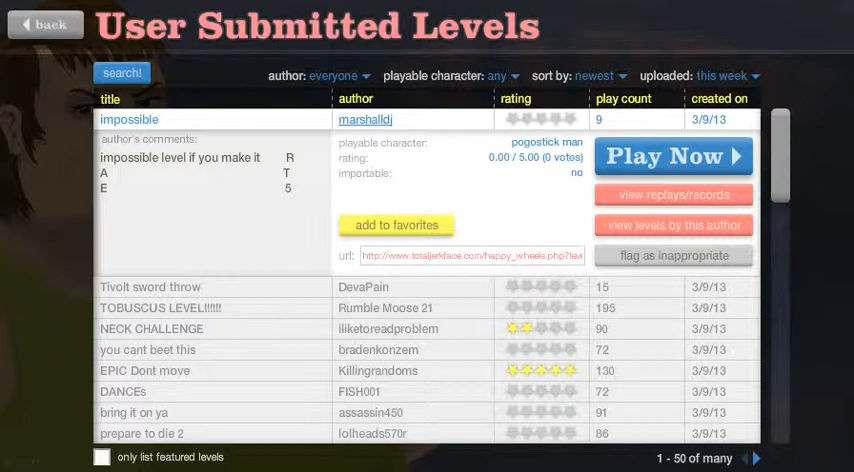 back
User Submitted Levels
search!
author: everyone playable character: any sort by: newest uploaded: this week
title author rating play count created on
impossible marshalldj 9 3/9/13
author's comments:
impossible level if you make it R
A T
E 5
playable character: pogostick man
rating: 0.00 / 5.00 (0 votes)
importable: no
add to favorites
url: http://www.totaljerkface.com/happy_wheels.php?lev
Play Now
view replays/records
view levels by this author
flag as inappropriate
Tivolt sword throw DevaPain 15 3/9/13
TOBUSCUS LEVEL!!!!!! Rumble Moose 21 195 3/9/13
NECK CHALLENGE iliketoreadproblem 90 3/9/13
you cant beet this bradenkonzem 72 3/9/13
EPIC Dont move Killingrandoms 130 3/9/13
DANCEs FISH001 72 3/9/13
bring it on ya assassin450 91 3/9/13
prepare to die 2 lolheads570r 86 3/9/13
only list featured levels 1 - 50 of many